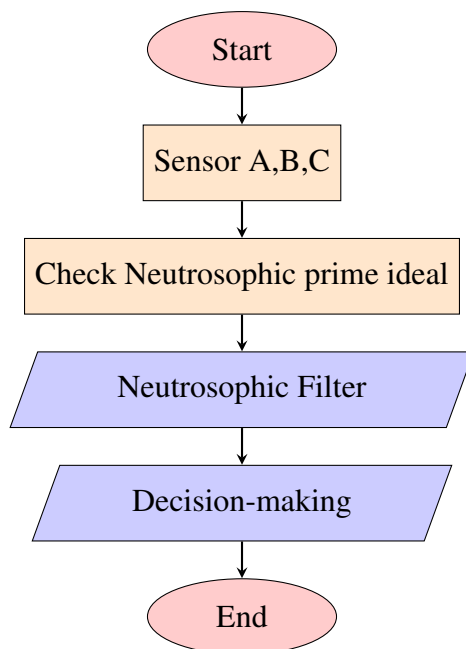 Start
Sensor A,B,C
Check Neutrosophic prime ideal
Neutrosophic Filter
Decision-making
End